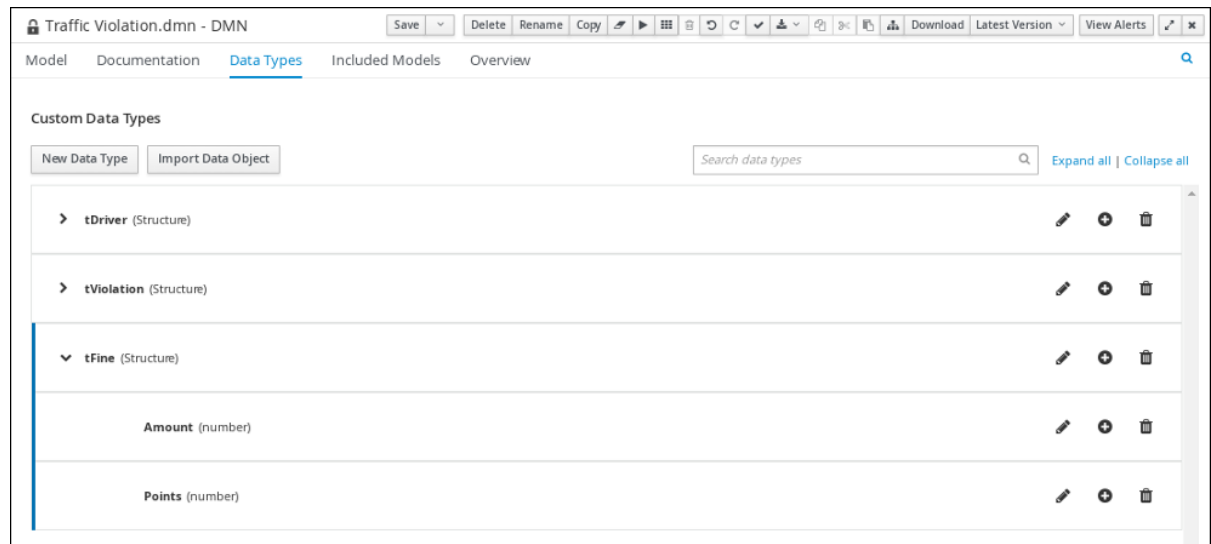 Traffic Violation.dmn - DMN Save Delete Rename Copy Download Latest Version View Alerts
Model Documentation Data Types Included Models Overview
Custom Data Types
New Data Type Import Data Object Search data types Expand all | Collapse all
tDriver (Structure)
tViolation (Structure)
tFine (Structure)
Amount (number)
Points (number)